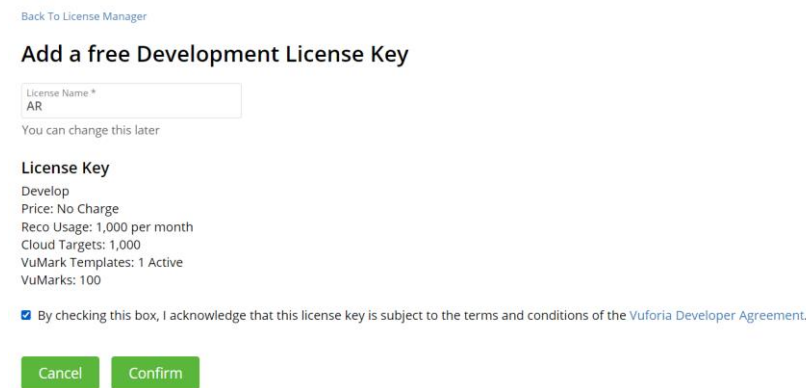 Back To License Manager
Add a free Development License Key
License Name *
AR
You can change this later
License Key
Develop
Price: No Charge
Reco Usage: 1,000 per month
Cloud Targets: 1,000
VuMark Templates: 1 Active
VuMarks: 100
By checking this box, I acknowledge that this license key is subject to the terms and conditions of the Vuforia Developer Agreement.
Cancel Confirm